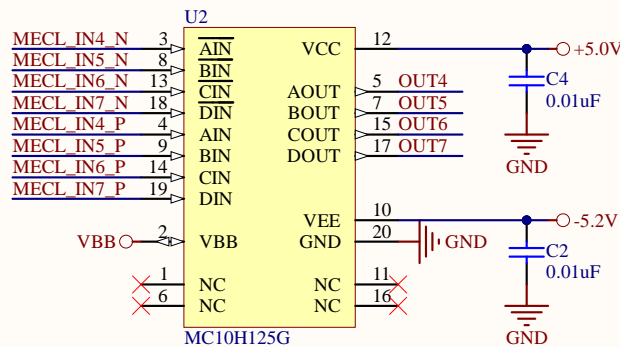 U2
MECL_IN4_N 3 AIN VCC 12 +5.0V
MECL_IN5_N 8 BIN
MECL_IN6_N 13 CIN AOUT 5 OUT4 C4
MECL_IN7_N 18 DIN BOUT 7 OUT5 0.01uF
MECL_IN4_P 4 AIN COUT 15 OUT6
MECL_IN5_P 9 BIN DOUT 17 OUT7
GND
MECL_IN6_P 14 CIN
MECL_IN7_P 19 DIN
VEE 10 -5.2V
VBB 2 VBB GND 20 GND
C2
0.01uF
1 NC NC 11
6 NC NC 16
MC10H125G GND